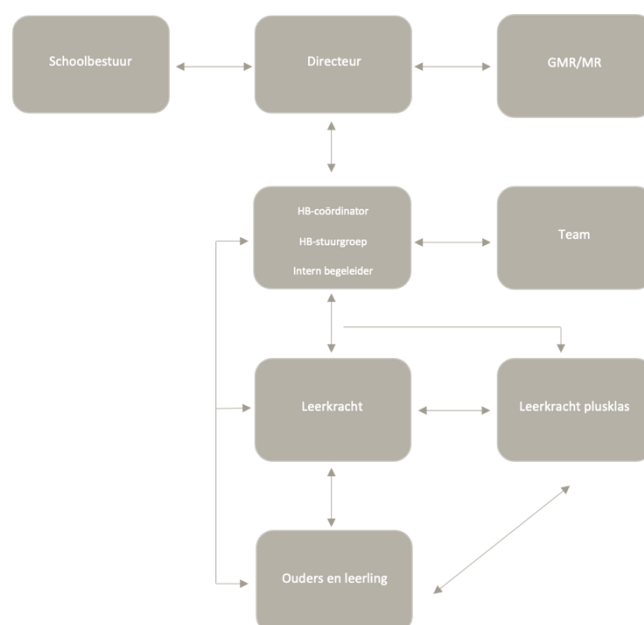 Schoolbestuur
Directeur
GMR/MR
HB-coördinator
HB-stuurgroep
Intern begeleider
Team
Leerkracht
Leerkracht plusklas
Ouders en leerling